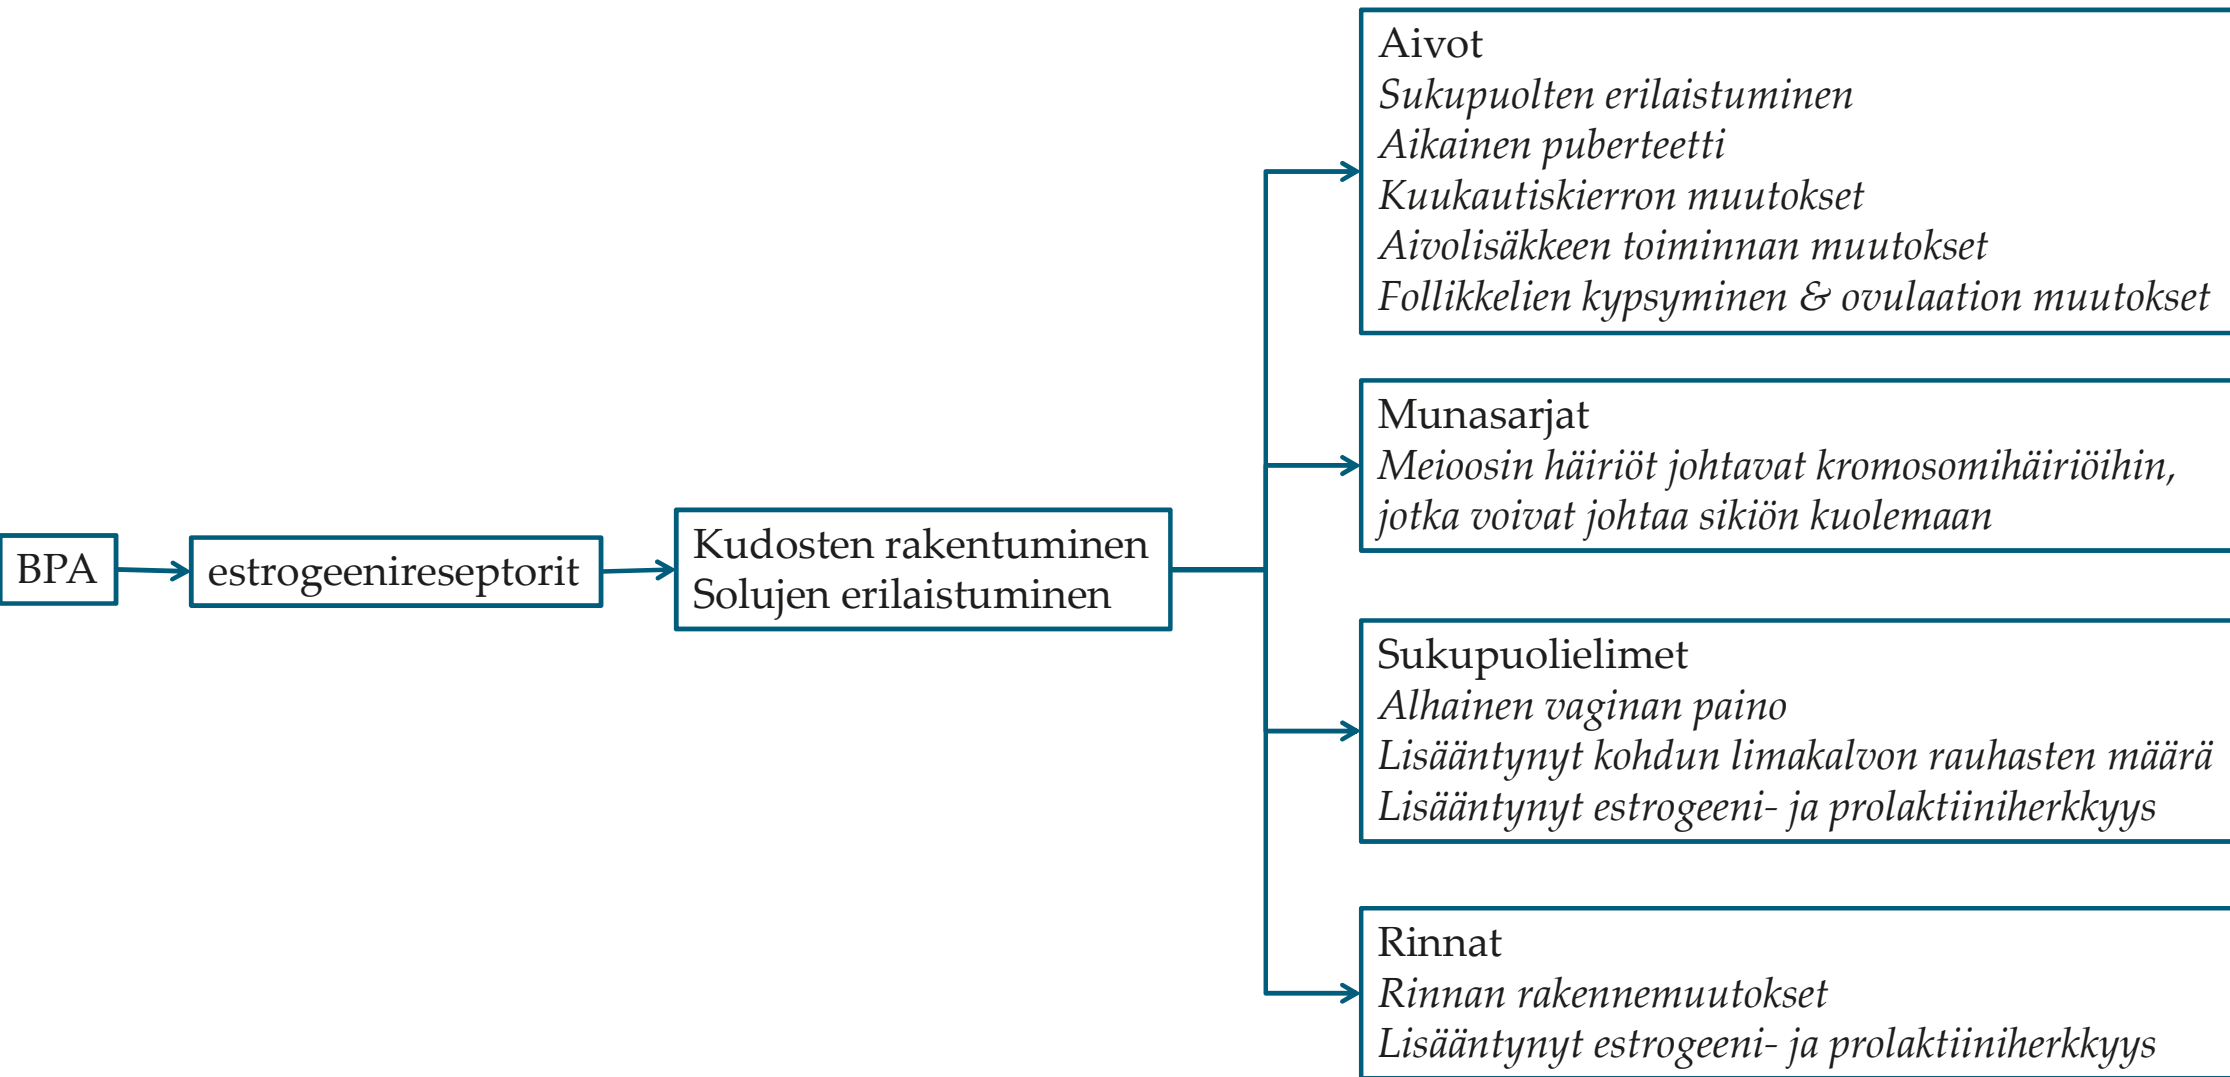 BPA
estrogeenireseptorit
Kudosten rakentuminen
Solujen erilaistuminen
Aivot
Sukupuolten erilaistuminen
Aikainen puberteetti
Kuukautiskierron muutokset
Aivolisäkkeen toiminnan muutokset
Follikkelien kypsyminen & ovulaation muutokset
Munasarjat
Meioosin häiriöt johtavat kromosomihäiriöihin,
jotka voivat johtaa sikiön kuolemaan
Sukupuolielimet
Alhainen vaginan paino
Lisääntynyt kohdun limakalvon rauhasten määrä
Lisääntynyt estrogeeni- ja prolaktiiniherkkyys
Rinnat
Rinnan rakennemuutokset
Lisääntynyt estrogeeni- ja prolaktiiniherkkyys